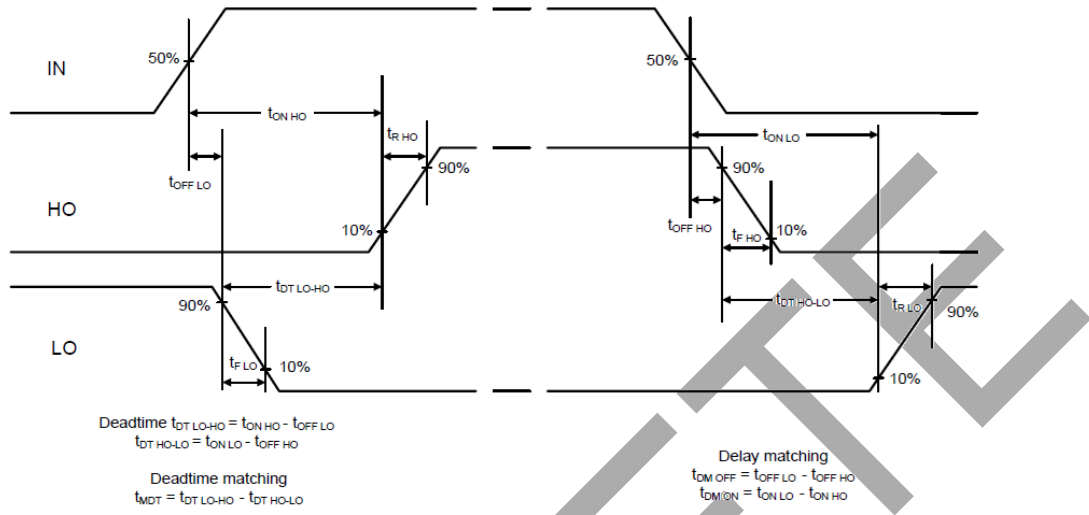 IN
50%
50%
tON HO
tR HO
tON LO
tOFF LO
90%
90%
HO
10%
tOFF HO
tF HO
10%
tDT LO-HO
tDT HO-LO
tR LO
90%
90%
LO
tF LO
10%
10%
Deadtime tDT LO-HO = tON HO - tOFF LO
tDT HO-LO = tON LO - tOFF HO
Deadtime matching
tMDT = tDT LO-HO - tDT HO-LO
Delay matching
tDM OFF = tOFF LO - tOFF HO
tDM ON = tON LO - tON HO